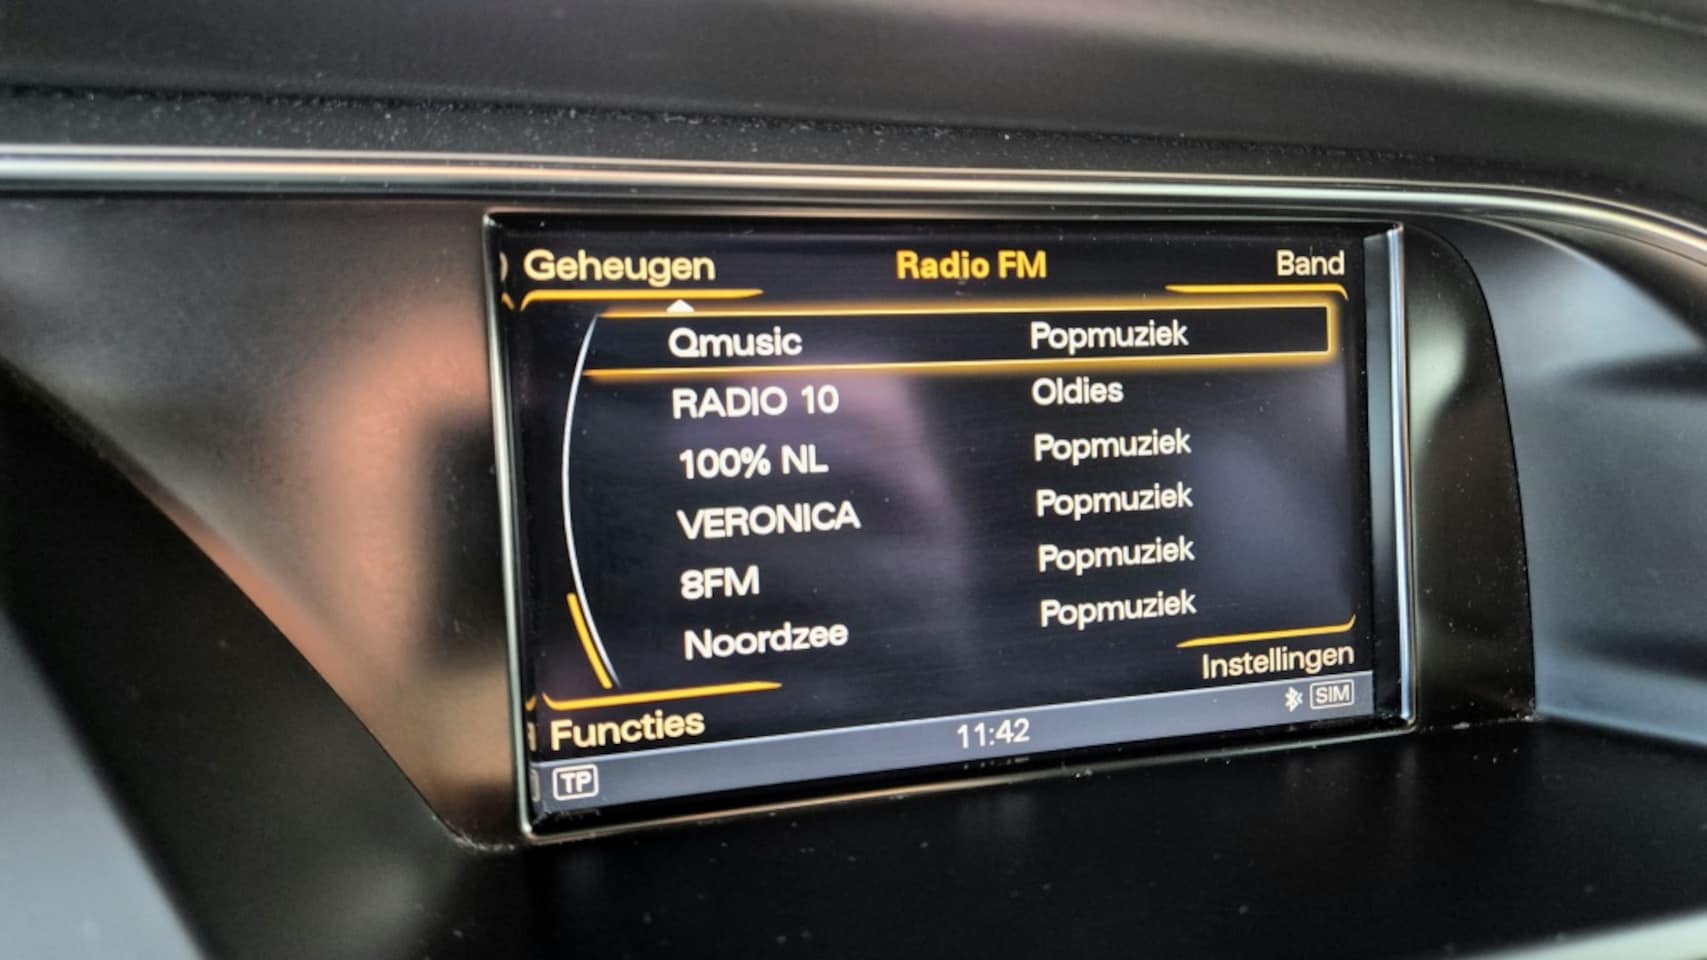 Geheugen Radio FM Band
Qmusic Popmuziek
RADIO 10 Oldies
100% NL Popmuziek
VERONICA Popmuziek
8FM Popmuziek
Noordzee Popmuziek
Instellingen
Functies 11:42 SIM
TP